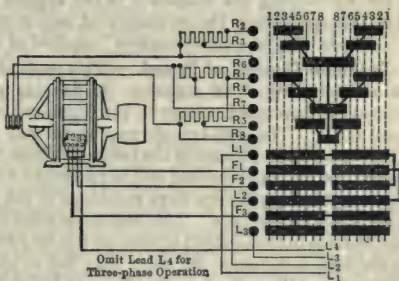 12345678 87654321
R2
R3
R6
R1
R4
R7
R5
R8
L1
F1
F2
L2
F3
L3
L4
L3
L2
L1
Omit Lead L4 for
Three-phase Operation